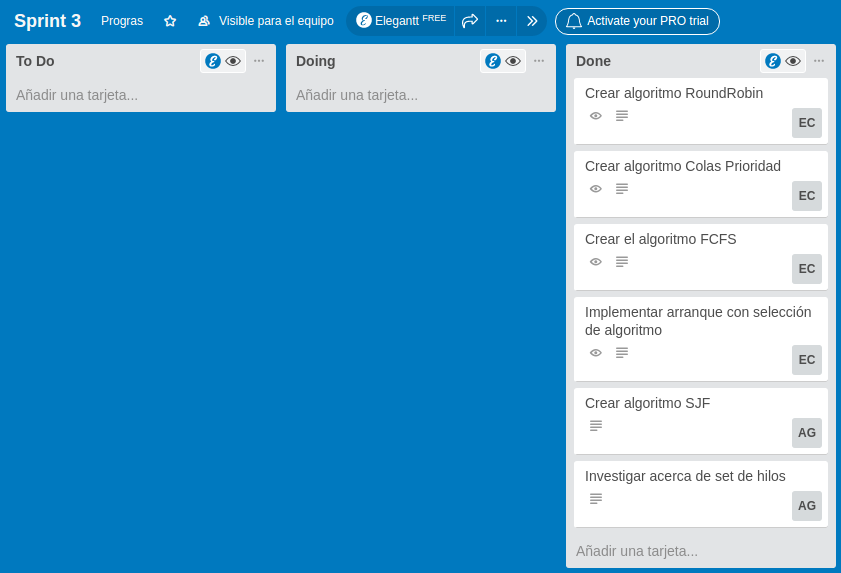 Sprint 3 Progras Visible para el equipo Elegantt FREE Activate your PRO trial
To Do
Añadir una tarjeta...
Doing
Añadir una tarjeta...
Done
Crear algoritmo RoundRobin
EC
Crear algoritmo Colas Prioridad
EC
Crear el algoritmo FCFS
EC
Implementar arranque con selección
de algoritmo
EC
Crear algoritmo SJF
AG
Investigar acerca de set de hilos
AG
Añadir una tarjeta...